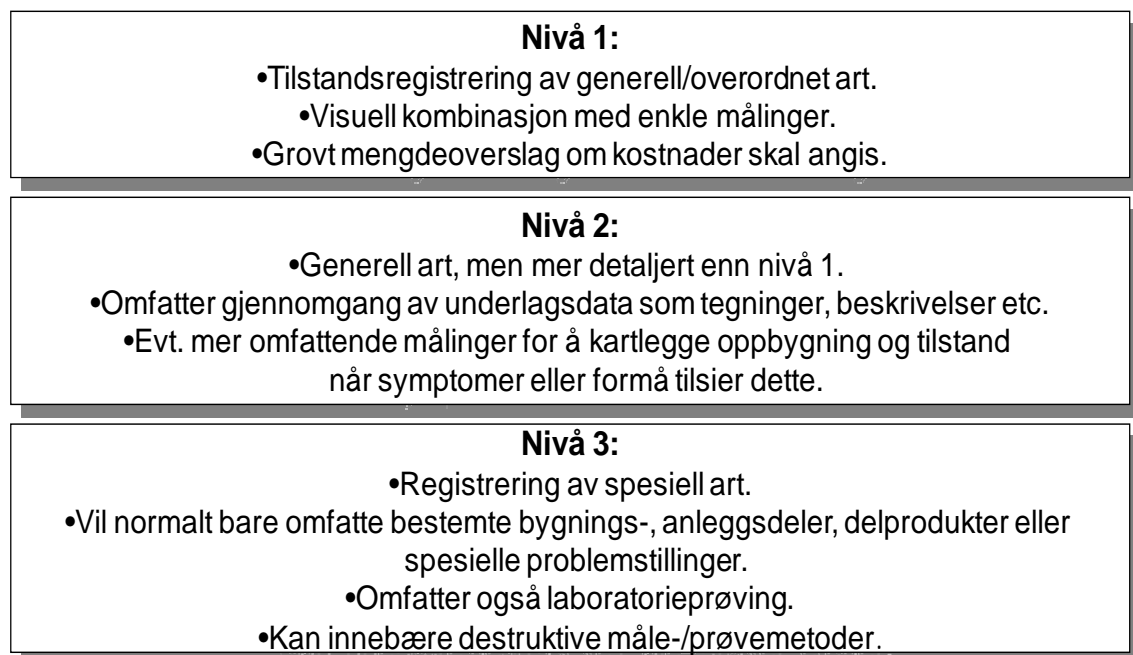 Nivå 1:
•Tilstandsregistrering av generell/overordnet art.
•Visuell kombinasjon med enkle målinger.
•Grovt mengdeoverslag om kostnader skal angis.
Nivå 2:
•Generell art, men mer detaljert enn nivå 1.
•Omfatter gjennomgang av underlagsdata som tegninger, beskrivelser etc.
•Evt. mer omfattende målinger for å kartlegge oppbygning og tilstand
når symptomer eller formå tilsier dette.
Nivå 3:
•Registrering av spesiell art.
•Vil normalt bare omfatte bestemte bygnings-, anleggsdeler, delprodukter eller
spesielle problemstillinger.
•Omfatter også laboratorieprøving.
•Kan innebære destruktive måle-/prøvemetoder.